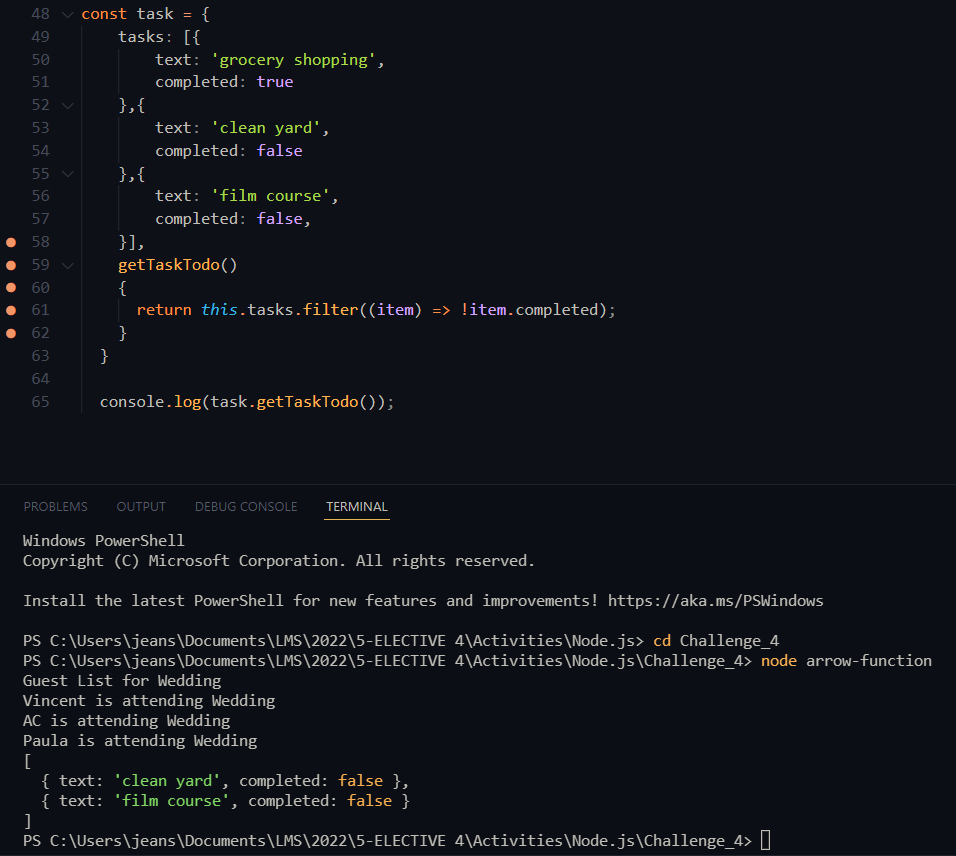 48 const task = {
49 tasks: [{
50 text: 'grocery shopping',
51 completed: true
52 },{
53 text: 'clean yard',
54 completed: false
55 },{
56 text: 'film course',
57 completed: false,
58 }],
59 getTaskTodo()
60 {
61 return this.tasks.filter((item) => !item.completed);
62 }
63 }
64
65 console.log(task.getTaskTodo());
PROBLEMS OUTPUT DEBUG CONSOLE TERMINAL
Windows PowerShell
Copyright (C) Microsoft Corporation. All rights reserved.
Install the latest PowerShell for new features and improvements! https://aka.ms/PSWindows
PS C:\Users\jeans\Documents\LMS\2022\5-ELECTIVE 4\Activities\Node.js> cd Challenge_4
PS C:\Users\jeans\Documents\LMS\2022\5-ELECTIVE 4\Activities\Node.js\Challenge_4> node arrow-function
Guest List for Wedding
Vincent is attending Wedding
AC is attending Wedding
Paula is attending Wedding
[
{ text: 'clean yard', completed: false },
{ text: 'film course', completed: false }
]
PS C:\Users\jeans\Documents\LMS\2022\5-ELECTIVE 4\Activities\Node.js\Challenge_4>